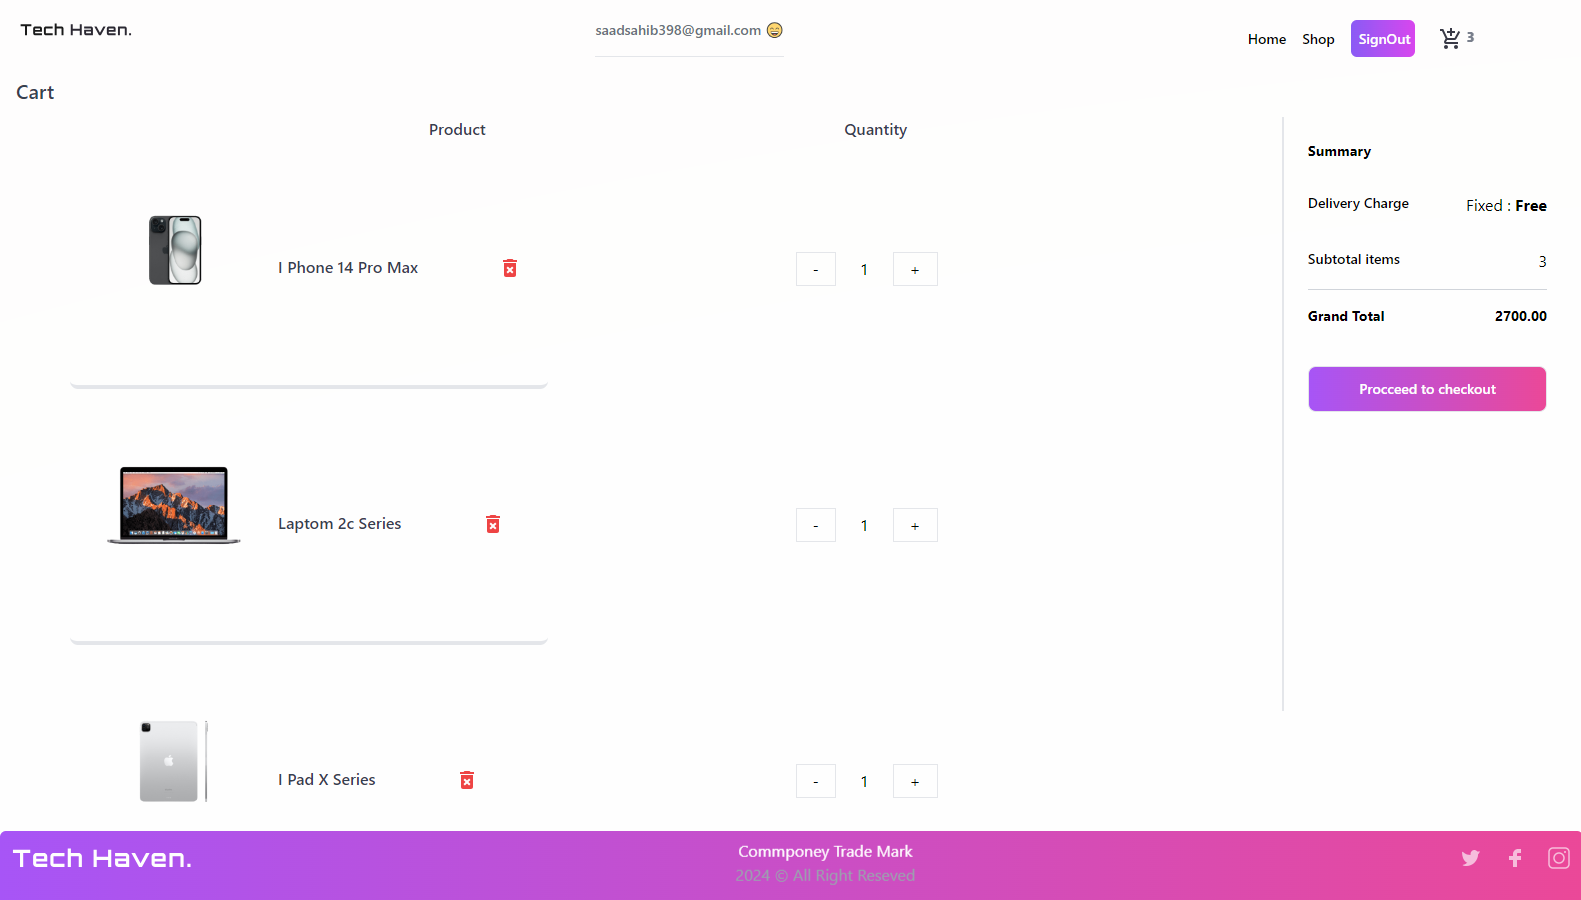 Tech Haven.
saadsahib398@gmail.com 😄
Home Shop SignOut 3
Cart
Product Quantity
Summary
Delivery Charge Fixed : Free
Subtotal items 3
Grand Total 2700.00
Procceed to checkout
I Phone 14 Pro Max - 1 +
Laptom 2c Series - 1 +
I Pad X Series - 1 +
Tech Haven.
Commponey Trade Mark
2024 © All Right Reseved